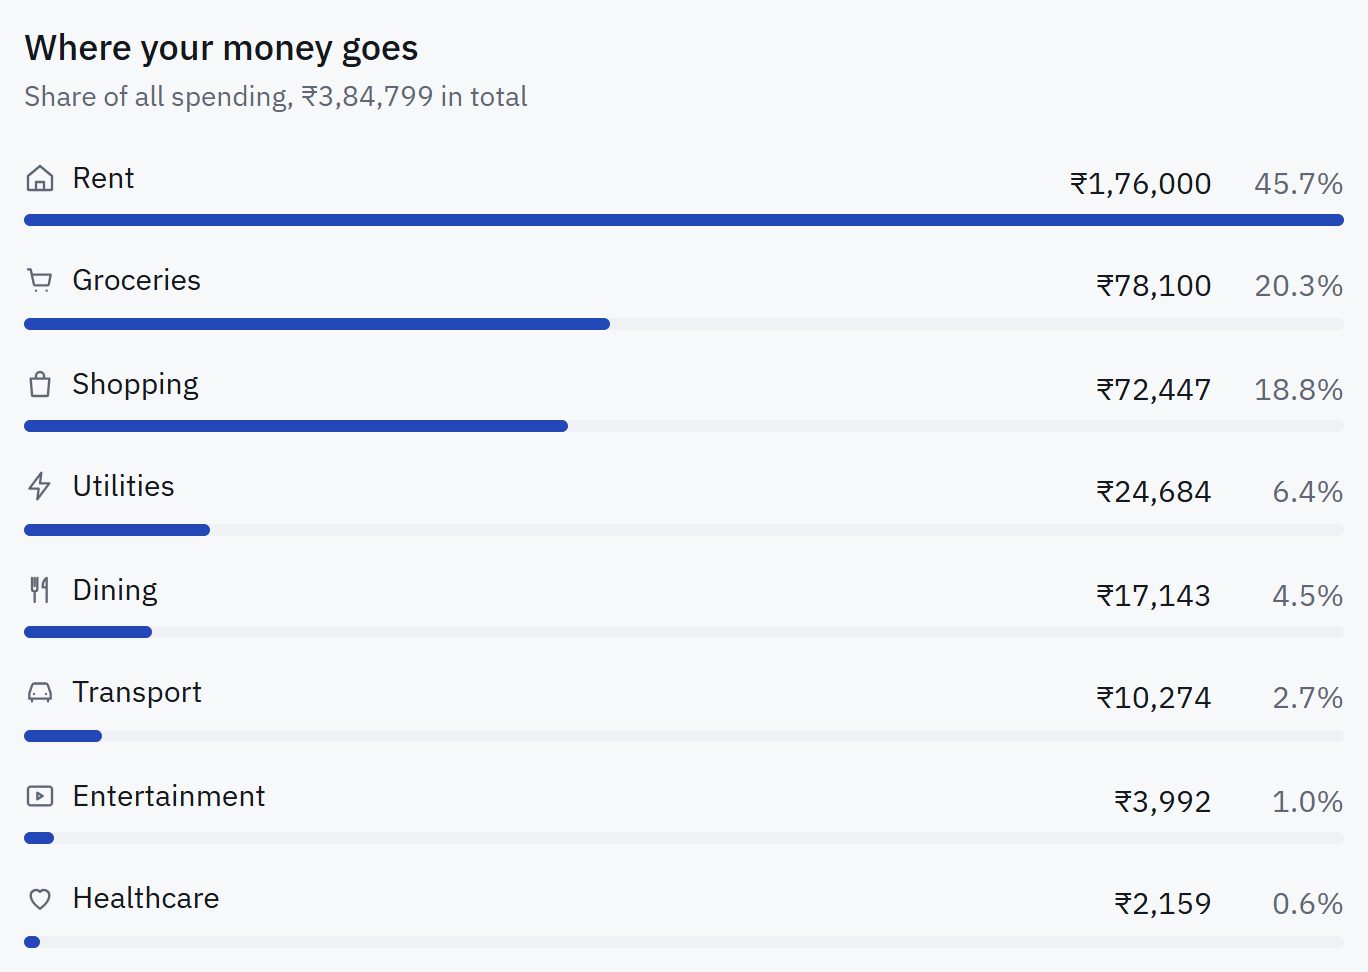 Where your money goes
Share of all spending, ₹3,84,799 in total
Rent ₹1,76,000 45.7%
Groceries ₹78,100 20.3%
Shopping ₹72,447 18.8%
Utilities ₹24,684 6.4%
Dining ₹17,143 4.5%
Transport ₹10,274 2.7%
Entertainment ₹3,992 1.0%
Healthcare ₹2,159 0.6%